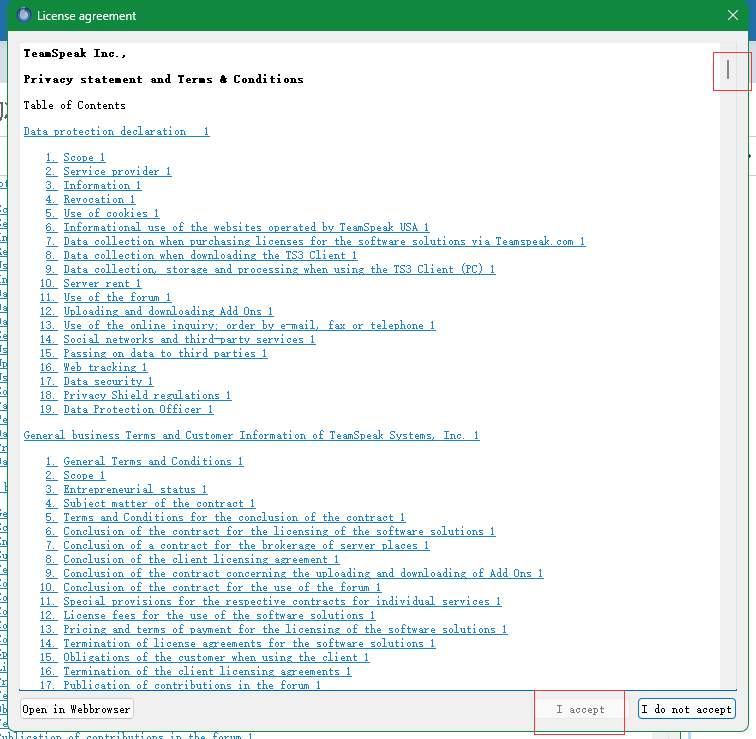 License agreement
TeamSpeak Inc.,
Privacy statement and Terms & Conditions
Table of Contents
Data protection declaration 1
1. Scope 1
2. Service provider 1
3. Information 1
4. Revocation 1
5. Use of cookies 1
6. Informational use of the websites operated by TeamSpeak USA 1
7. Data collection when purchasing licenses for the software solutions via Teamspeak.com 1
8. Data collection when downloading the TS3 Client 1
9. Data collection, storage and processing when using the TS3 Client (PC) 1
10. Server rent 1
11. Use of the forum 1
12. Uploading and downloading Add Ons 1
13. Use of the online inquiry; order by e-mail, fax or telephone 1
14. Social networks and third-party services 1
15. Passing on data to third parties 1
16. Web tracking 1
17. Data security 1
18. Privacy Shield regulations 1
19. Data Protection Officer 1
General business Terms and Customer Information of TeamSpeak Systems, Inc. 1
1. General Terms and Conditions 1
2. Scope 1
3. Entrepreneurial status 1
4. Subject matter of the contract 1
5. Terms and Conditions for the conclusion of the contract 1
6. Conclusion of the contract for the licensing of the software solutions 1
7. Conclusion of a contract for the brokerage of server places 1
8. Conclusion of the client licensing agreement 1
9. Conclusion of the contract concerning the uploading and downloading of Add Ons 1
10. Conclusion of the contract for the use of the forum 1
11. Special provisions for the respective contracts for individual services 1
12. License fees for the use of the software solutions 1
13. Pricing and terms of payment for the licensing of the software solutions 1
14. Termination of license agreements for the software solutions 1
15. Obligations of the customer when using the client 1
16. Termination of the client licensing agreements 1
17. Publication of contributions in the forum 1
Open in Webbrowser
I accept
I do not accept
Publication of contributions in the forum 1